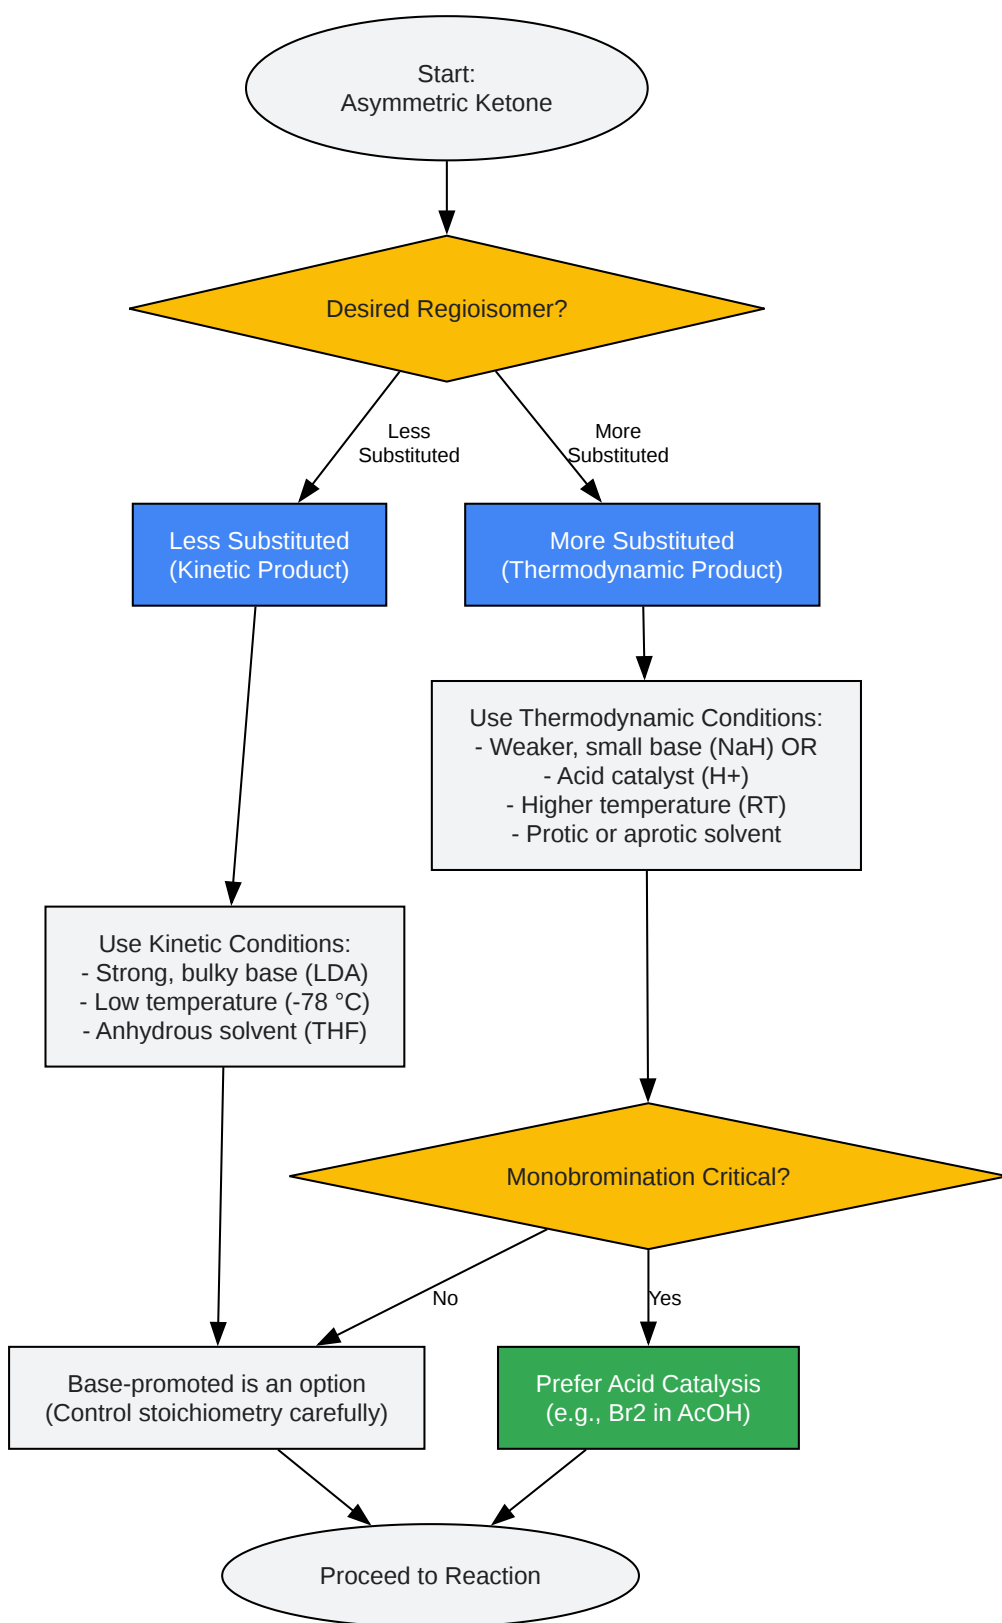 Start:
Asymmetric Ketone
Desired Regioisomer?
Less
Substituted
More
Substituted
Less Substituted
(Kinetic Product)
More Substituted
(Thermodynamic Product)
Use Thermodynamic Conditions:
- Weaker, small base (NaH) OR
- Acid catalyst (H+)
- Higher temperature (RT)
- Protic or aprotic solvent
Use Kinetic Conditions:
- Strong, bulky base (LDA)
- Low temperature (-78 °C)
- Anhydrous solvent (THF)
Monobromination Critical?
No
Yes
Base-promoted is an option
(Control stoichiometry carefully)
Prefer Acid Catalysis
(e.g., Br2 in AcOH)
Proceed to Reaction